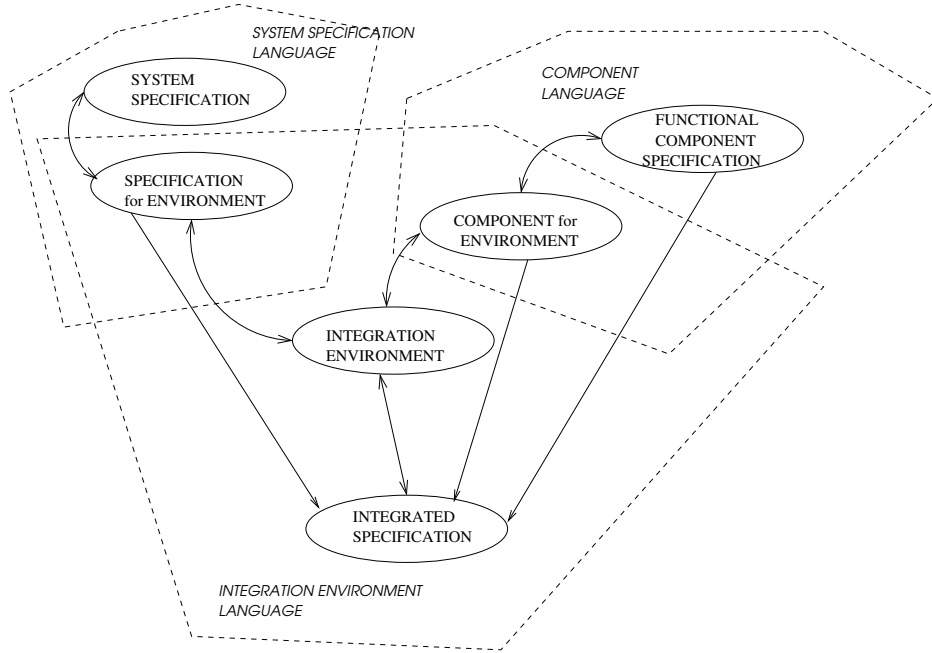 SYSTEM SPECIFICATION
LANGUAGE
SYSTEM
SPECIFICATION
COMPONENT
LANGUAGE
FUNCTIONAL
COMPONENT
SPECIFICATION
SPECIFICATION
for ENVIRONMENT
COMPONENT for
ENVIRONMENT
INTEGRATION
ENVIRONMENT
INTEGRATED
SPECIFICATION
INTEGRATION ENVIRONMENT
LANGUAGE